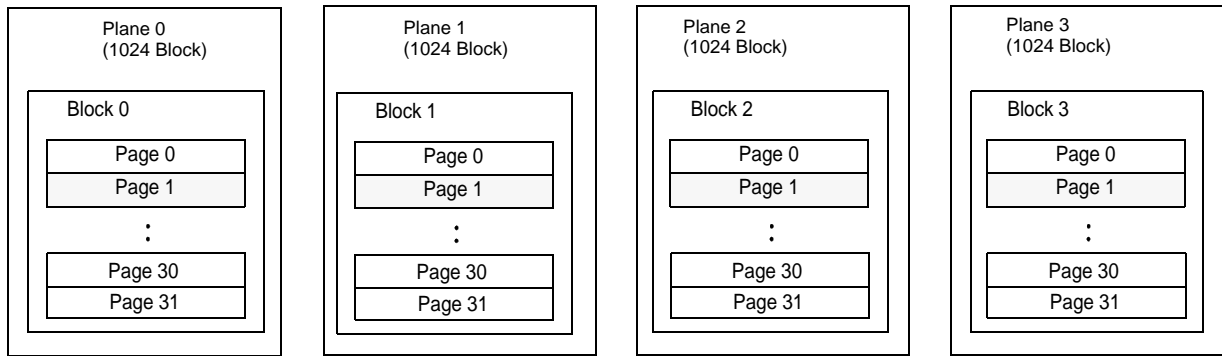 Plane 0
(1024 Block)
Block 0
Page 0
Page 1
:
Page 30
Page 31
Plane 1
(1024 Block)
Block 1
Page 0
Page 1
:
Page 30
Page 31
Plane 2
(1024 Block)
Block 2
Page 0
Page 1
:
Page 30
Page 31
Plane 3
(1024 Block)
Block 3
Page 0
Page 1
:
Page 30
Page 31